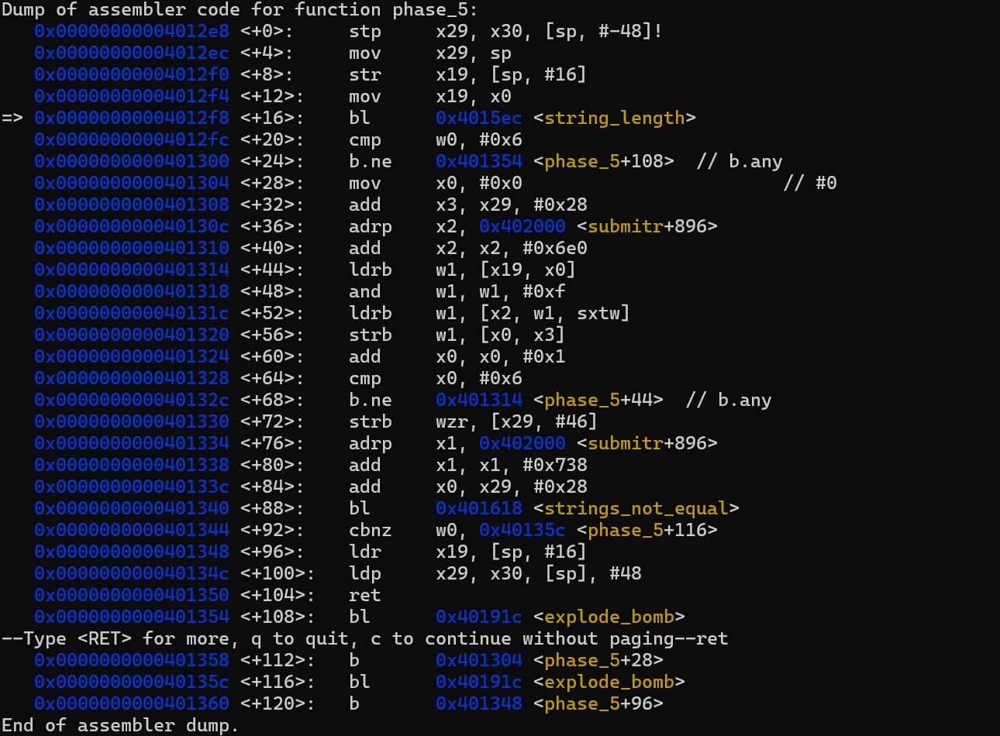 Dump of assembler code for function phase_5:
   0x00000000004012e8 <+0>:     stp     x29, x30, [sp, #-48]!
   0x00000000004012ec <+4>:     mov     x29, sp
   0x00000000004012f0 <+8>:     str     x19, [sp, #16]
   0x00000000004012f4 <+12>:    mov     x19, x0
=> 0x00000000004012f8 <+16>:    bl      0x4015ec <string_length>
   0x00000000004012fc <+20>:    cmp     w0, #0x6
   0x0000000000401300 <+24>:    b.ne    0x401354 <phase_5+108>  // b.any
   0x0000000000401304 <+28>:    mov     x0, #0x0                        // #0
   0x0000000000401308 <+32>:    add     x3, x29, #0x28
   0x000000000040130c <+36>:    adrp    x2, 0x402000 <submitr+896>
   0x0000000000401310 <+40>:    add     x2, x2, #0x6e0
   0x0000000000401314 <+44>:    ldrb    w1, [x19, x0]
   0x0000000000401318 <+48>:    and     w1, w1, #0xf
   0x000000000040131c <+52>:    ldrb    w1, [x2, w1, sxtw]
   0x0000000000401320 <+56>:    strb    w1, [x0, x3]
   0x0000000000401324 <+60>:    add     x0, x0, #0x1
   0x0000000000401328 <+64>:    cmp     x0, #0x6
   0x000000000040132c <+68>:    b.ne    0x401314 <phase_5+44>  // b.any
   0x0000000000401330 <+72>:    strb    wzr, [x29, #46]
   0x0000000000401334 <+76>:    adrp    x1, 0x402000 <submitr+896>
   0x0000000000401338 <+80>:    add     x1, x1, #0x738
   0x000000000040133c <+84>:    add     x0, x29, #0x28
   0x0000000000401340 <+88>:    bl      0x401618 <strings_not_equal>
   0x0000000000401344 <+92>:    cbnz    w0, 0x40135c <phase_5+116>
   0x0000000000401348 <+96>:    ldr     x19, [sp, #16]
   0x000000000040134c <+100>:   ldp     x29, x30, [sp], #48
   0x0000000000401350 <+104>:   ret
   0x0000000000401354 <+108>:   bl      0x40191c <explode_bomb>
--Type <RET> for more, q to quit, c to continue without paging--ret
   0x0000000000401358 <+112>:   b       0x401304 <phase_5+28>
   0x000000000040135c <+116>:   bl      0x40191c <explode_bomb>
   0x0000000000401360 <+120>:   b       0x401348 <phase_5+96>
End of assembler dump.